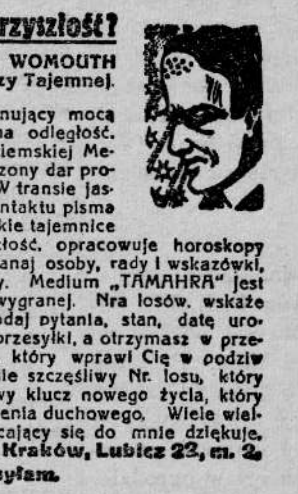 rzyszłość?
WOMOUTH
zy Tajemnej.
nujący mocą
na odległość.
iemskiej Me-
zony dar pro-
W transie jas-
ntaktu pisma
kie tajemnice
łość, opracowuje horoskopy
anaj osoby, rady i wskazówki,
y. Medium „TAMAHRA" jest
wygranej. Nra losów. wskaże
odaj pytania, stan, datę uro-
przesyłki, a otrzymasz w prze-
który wprawi Cię w podziw
le szczęśliwy Nr. losu, który
wy klucz nowego życia, który
enia duchowego. Wiele wiel-
cający się do mnie dziękuje.
Kraków, Lubicz 22, m. 2,
syłam.